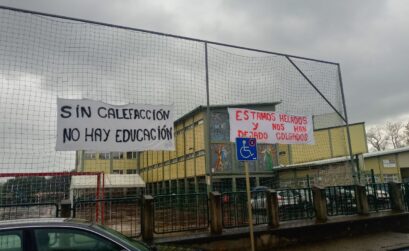 SIN CALEFACCIÓN
NO HAY EDUCACIÓN
ESTAMOS HELADOS
Y NOS HAN
DEJADO COLGADOS